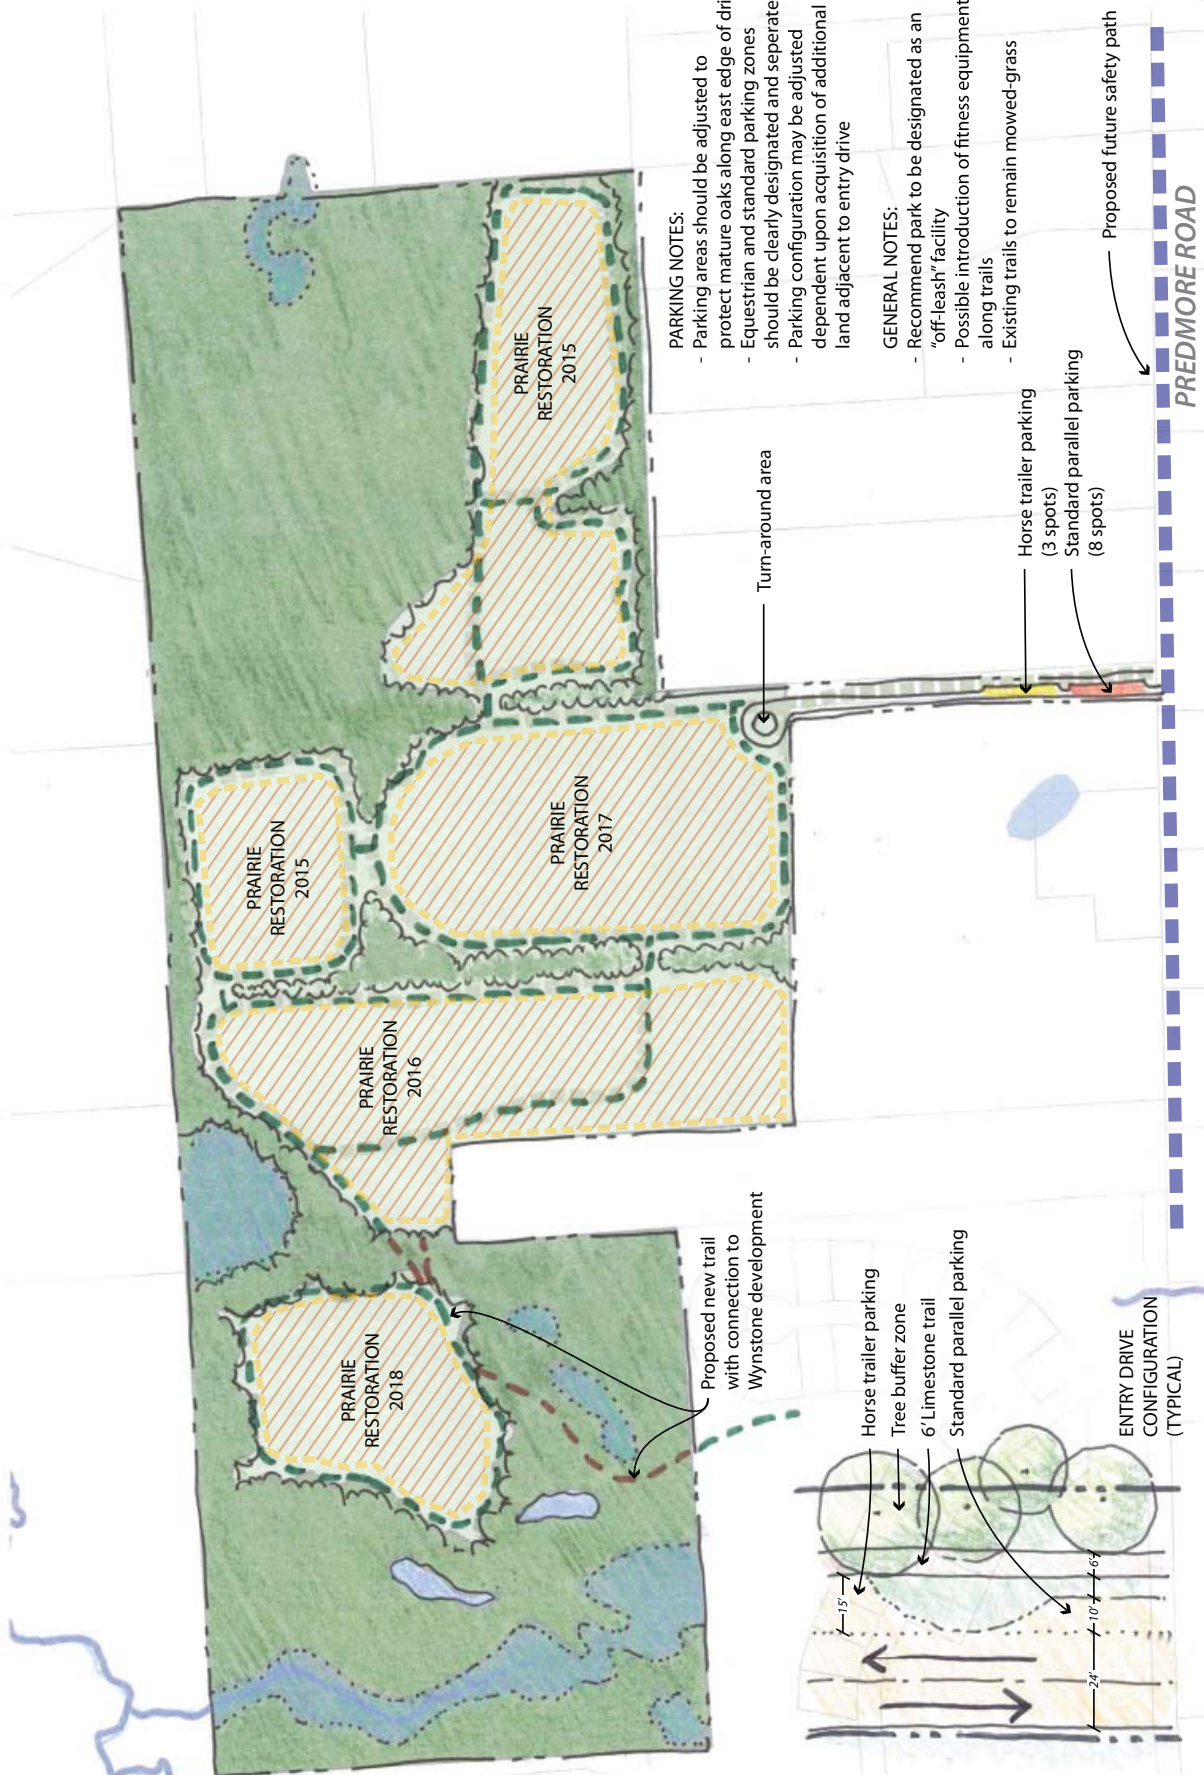 PRAIRIE
RESTORATION
2018
PRAIRIE
RESTORATION
2016
PRAIRIE
RESTORATION
2015
PRAIRIE
RESTORATION
2017
PRAIRIE
RESTORATION
2015
Proposed new trail
with connection to
Wynstone development
Turn-around area
PARKING NOTES:
- Parking areas should be adjusted to
protect mature oaks along east edge of dri
- Equestrian and standard parking zones
should be clearly designated and seperate
- Parking configuration may be adjusted
dependent upon acquisition of additional
land adjacent to entry drive
GENERAL NOTES:
- Recommend park to be designated as an
"off-leash" facility
- Possible introduction of fitness equipment
along trails
- Existing trails to remain mowed-grass
Horse trailer parking
(3 spots)
Standard parallel parking
(8 spots)
Proposed future safety path
PREDMORE ROAD
Horse trailer parking
Tree buffer zone
6' Limestone trail
Standard parallel parking
15'
24'
10'
6'
ENTRY DRIVE
CONFIGURATION
(TYPICAL)